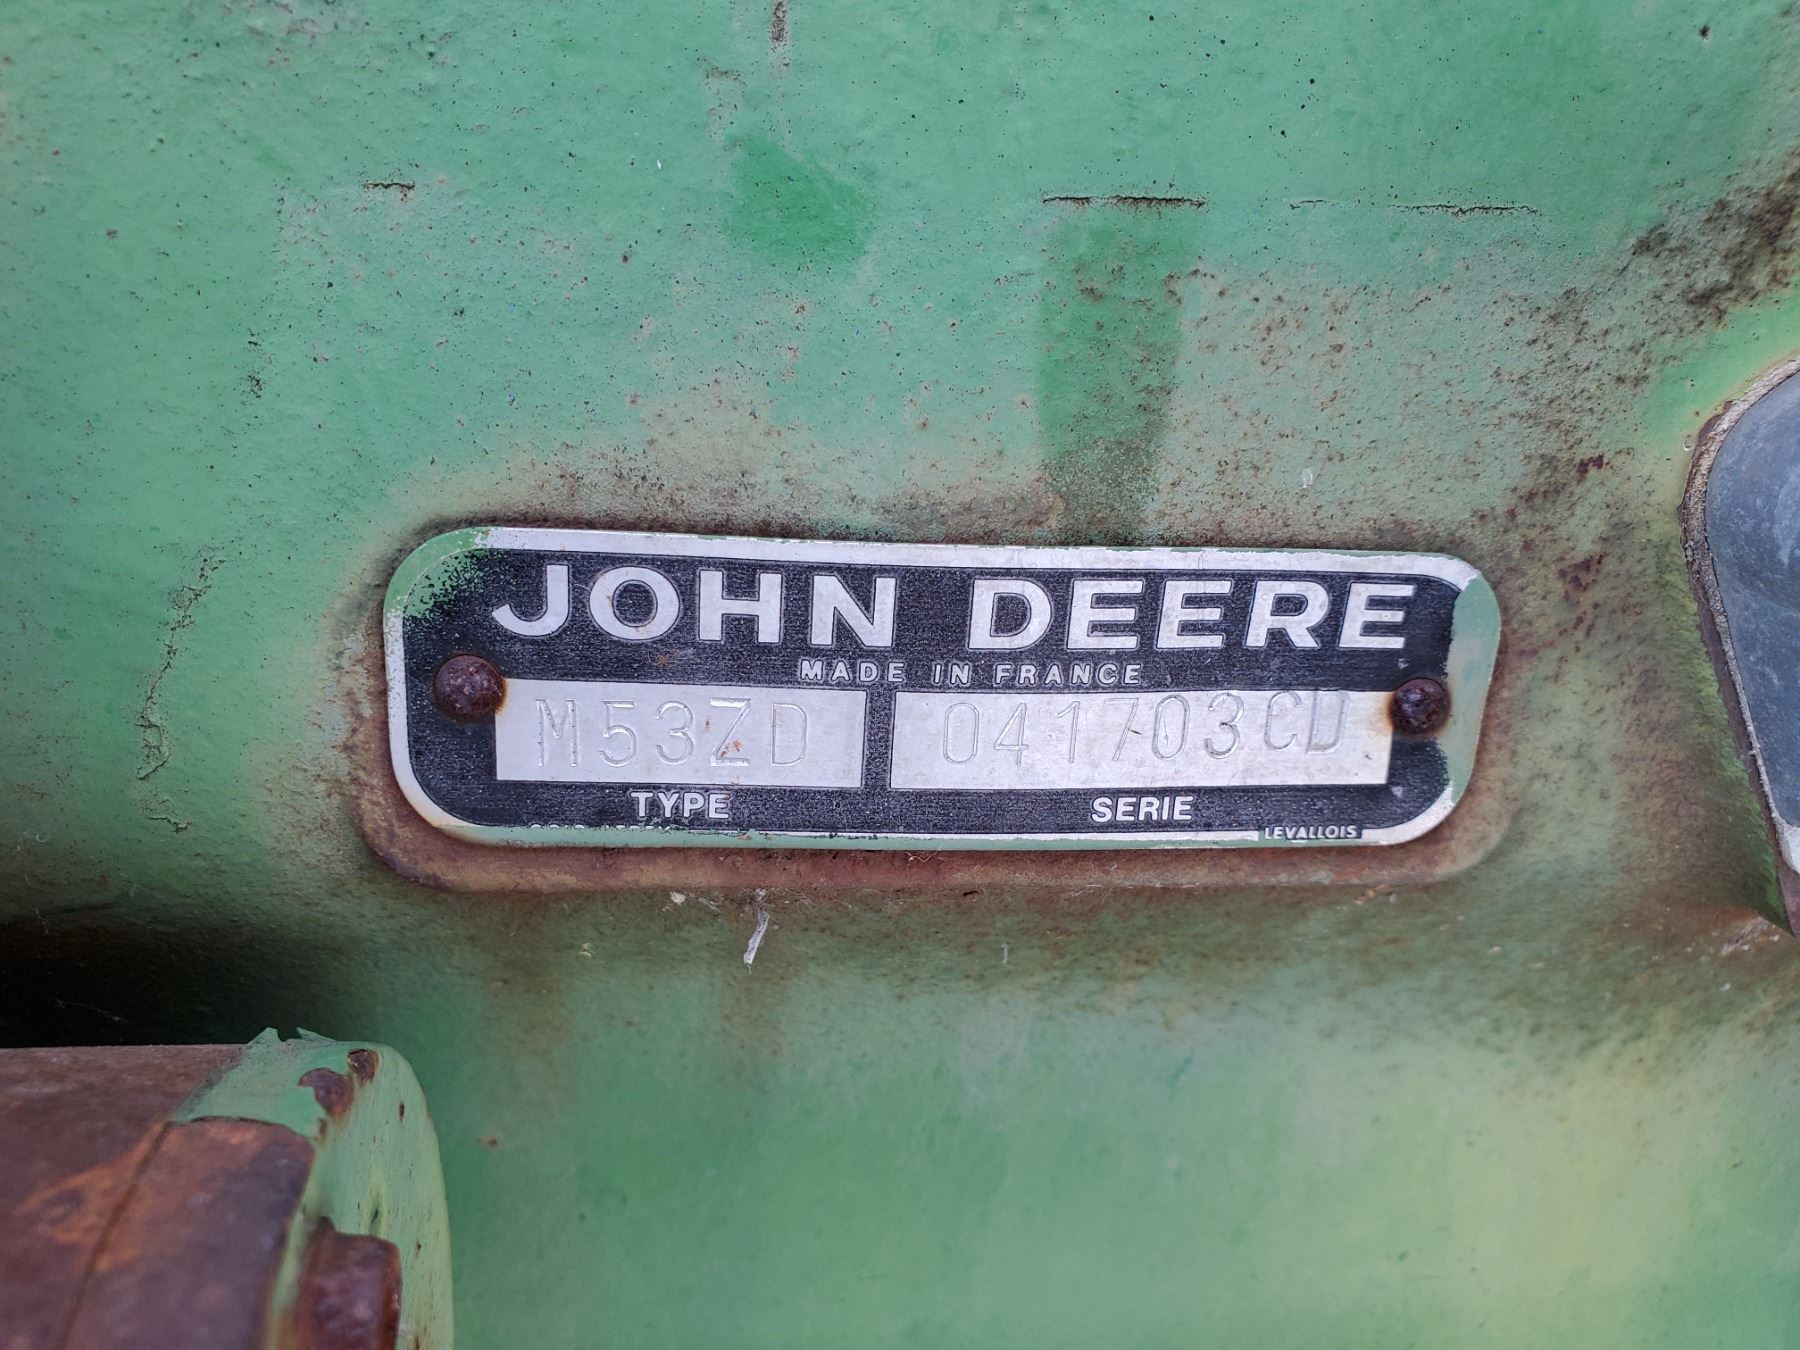 JOHN DEERE
MADE IN FRANCE
M53ZD 041703CD
TYPE SERIE
LEVALLOIS